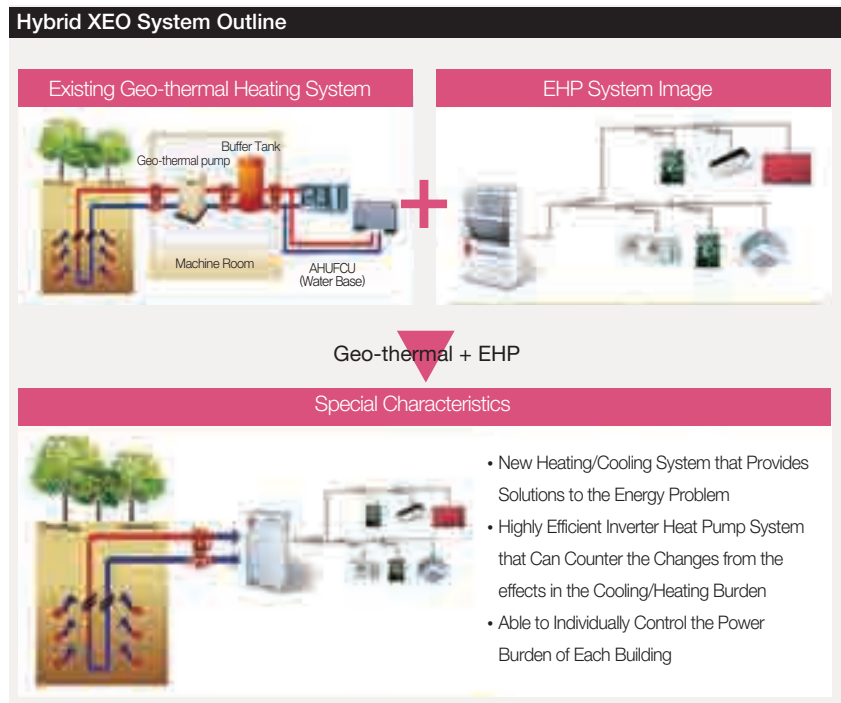 Hybrid XEO System Outline
Existing Geo-thermal Heating System
EHP System Image
Buffer Tank
Geo-thermal pump
Machine Room
AHUFCU
(Water Base)
Geo-thermal + EHP
Special Characteristics
• New Heating/Cooling System that Provides
Solutions to the Energy Problem
• Highly Efficient Inverter Heat Pump System
that Can Counter the Changes from the
effects in the Cooling/Heating Burden
• Able to Individually Control the Power
Burden of Each Building